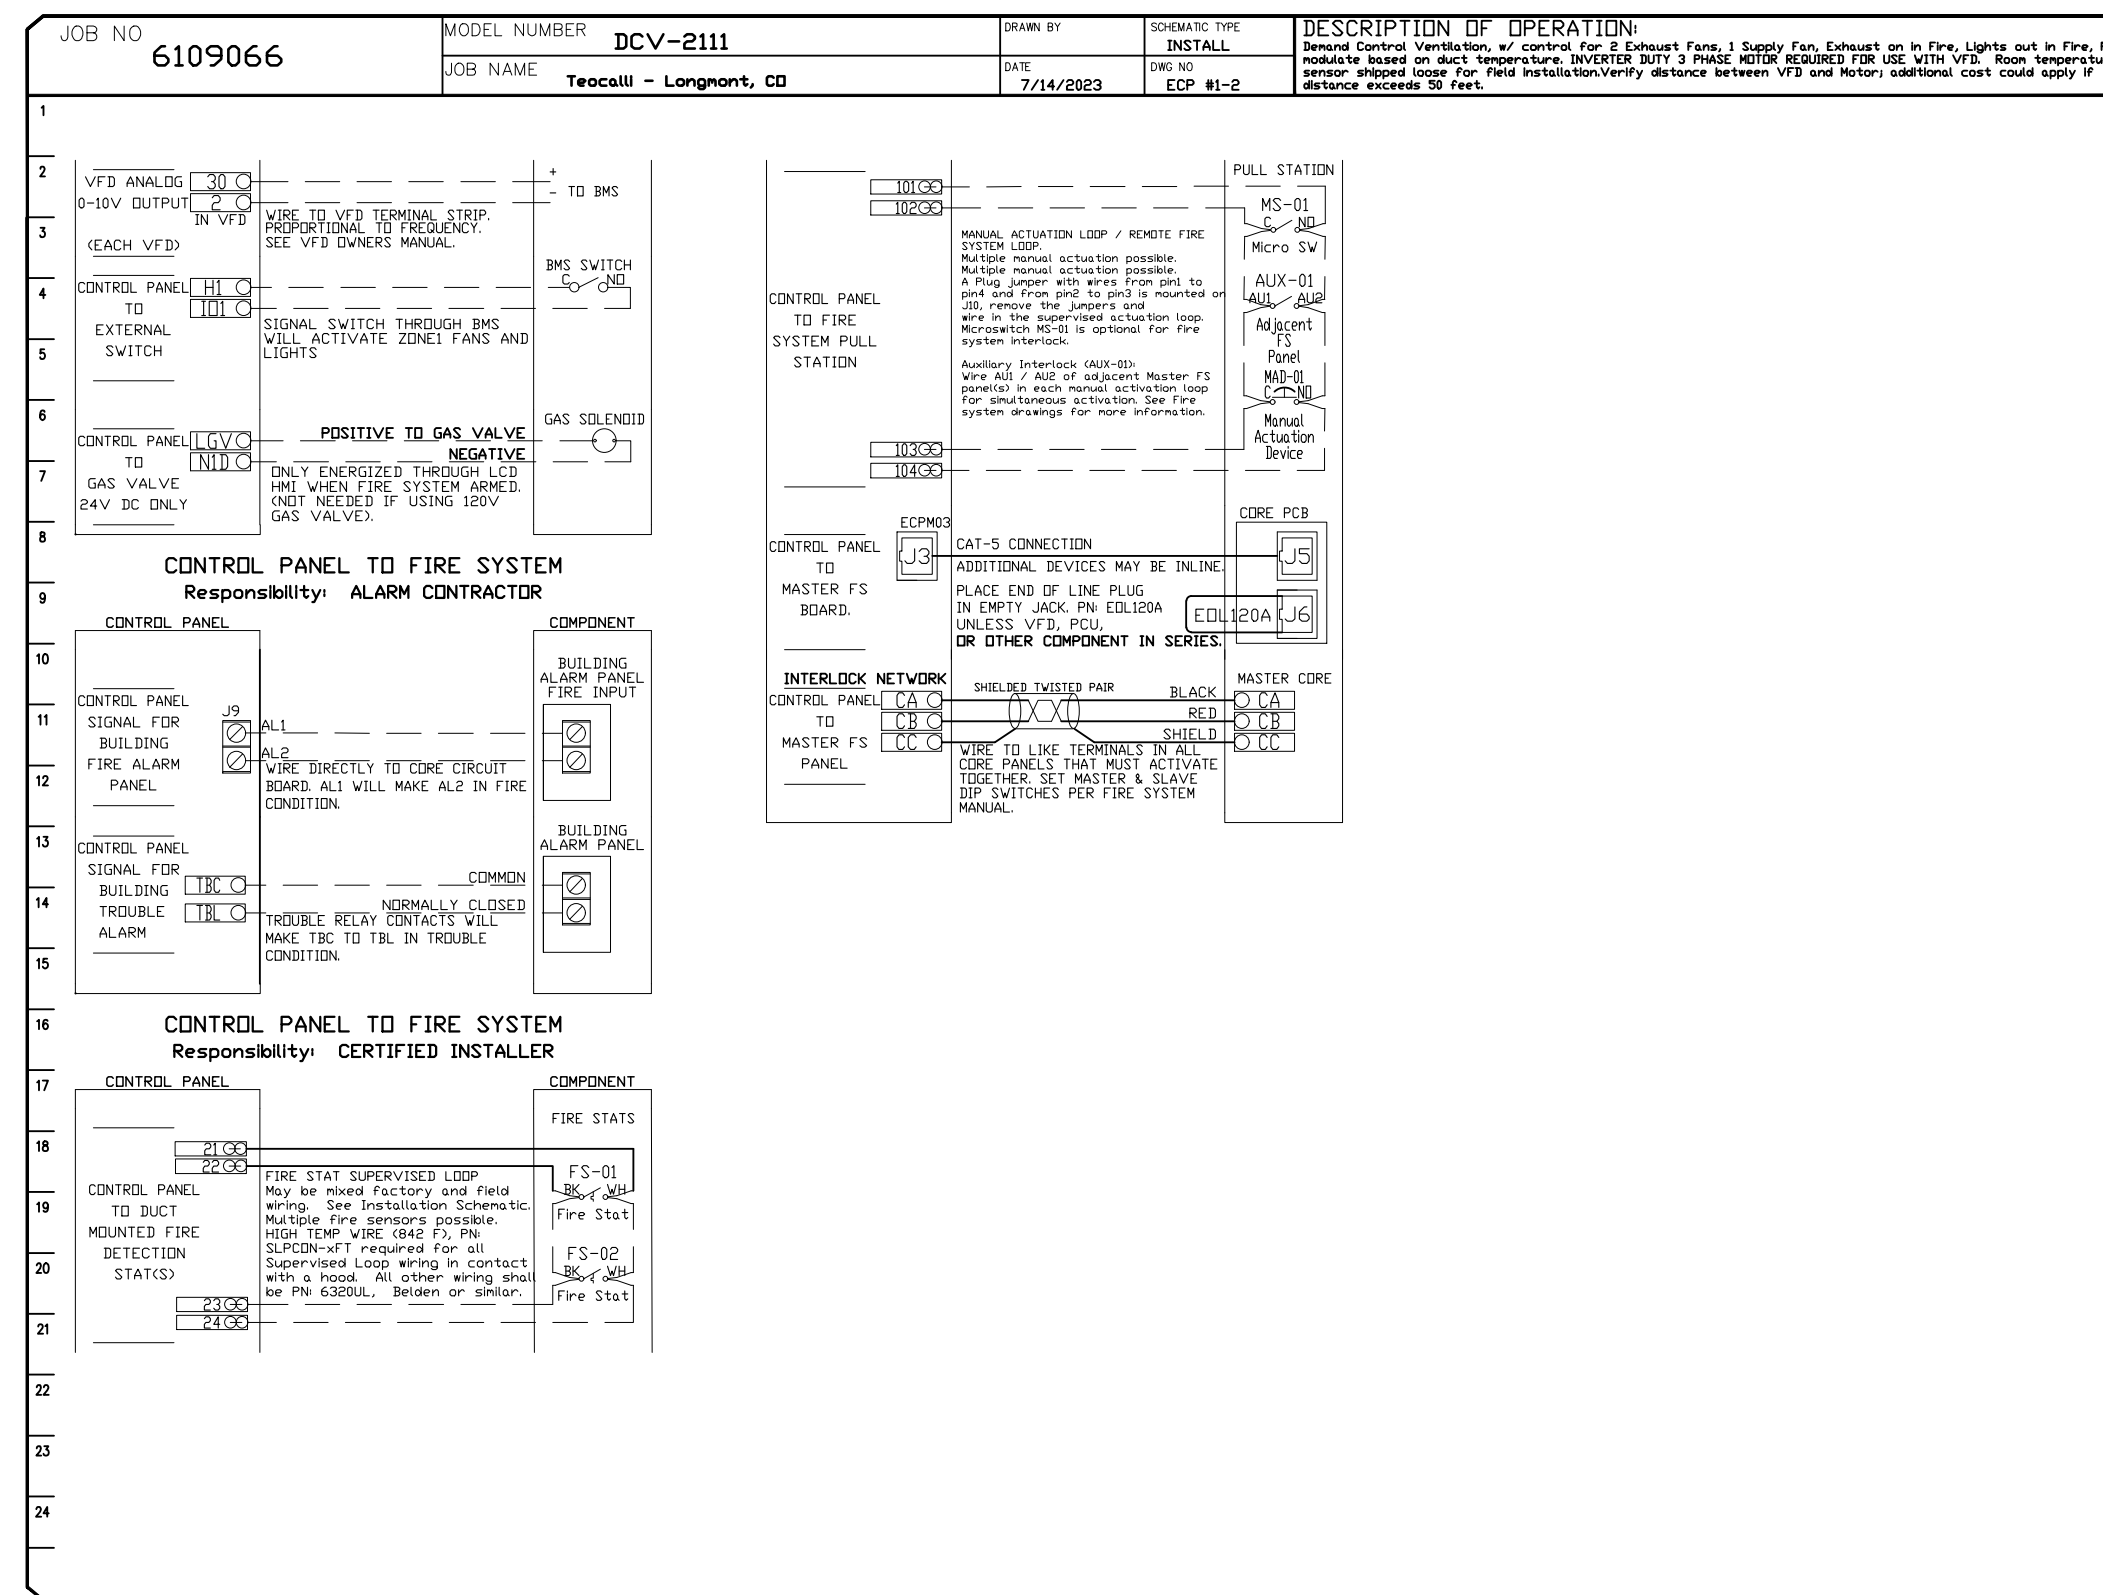 JOB NO
6109066
MODEL NUMBER
DCV-2111
JOB NAME
Teocalli - Longmont, CO
DRAWN BY
DATE
7/14/2023
SCHEMATIC TYPE
INSTALL
DWG NO
ECP #1-2
DESCRIPTION OF OPERATION:
Demand Control Ventilation, w/ control for 2 Exhaust Fans, 1 Supply Fan, Exhaust on in Fire, Lights out in Fire,
modulate based on duct temperature. INVERTER DUTY 3 PHASE MOTOR REQUIRED FOR USE WITH VFD. Room
sensor shipped loose for field installation.Verify distance between VFD and Motor; additional cost could apply if
distance exceeds 50 feet.
1
2
3
4
5
6
7
8
9
10
11
12
13
14
15
16
17
18
19
20
21
22
23
24
VFD ANALOG
0-10V OUTPUT
(EACH VFD)
30
2
IN VFD
+
- TO BMS
WIRE TO VFD TERMINAL STRIP.
PROPORTIONAL TO FREQUENCY.
SEE VFD OWNERS MANUAL.
CONTROL PANEL
TO
EXTERNAL
SWITCH
H1
IO1
BMS SWITCH
C NO
SIGNAL SWITCH THROUGH BMS
WILL ACTIVATE ZONE1 FANS AND
LIGHTS
CONTROL PANEL
TO
GAS VALVE
24V DC ONLY
LGV
N1D
POSITIVE TO GAS VALVE
NEGATIVE
GAS SOLENOID
ONLY ENERGIZED THROUGH LCD
HMI WHEN FIRE SYSTEM ARMED.
(NOT NEEDED IF USING 120V
GAS VALVE).
CONTROL PANEL TO FIRE SYSTEM
Responsibility: ALARM CONTRACTOR
CONTROL PANEL
COMPONENT
CONTROL PANEL
SIGNAL FOR
BUILDING
FIRE ALARM
PANEL
J9
AL1
AL2
BUILDING
ALARM PANEL
FIRE INPUT
WIRE DIRECTLY TO CORE CIRCUIT
BOARD. AL1 WILL MAKE AL2 IN FIRE
CONDITION.
CONTROL PANEL
SIGNAL FOR
BUILDING
TROUBLE
ALARM
TBC
TBL
COMMON
NORMALLY CLOSED
BUILDING
ALARM PANEL
TROUBLE RELAY CONTACTS WILL
MAKE TBC TO TBL IN TROUBLE
CONDITION.
CONTROL PANEL TO FIRE SYSTEM
Responsibility: CERTIFIED INSTALLER
CONTROL PANEL
COMPONENT
CONTROL PANEL
TO DUCT
MOUNTED FIRE
DETECTION
STAT(S)
21
22
23
24
FIRE STAT SUPERVISED LOOP
May be mixed factory and field
wiring. See Installation Schematic.
Multiple fire sensors possible.
HIGH TEMP WIRE (842 F), PN:
SLPCON-xFT required for all
Supervised Loop wiring in contact
with a hood. All other wiring shall
be PN: 6320UL, Belden or similar.
FIRE STATS
FS-01
BK WH
Fire Stat
FS-02
BK WH
Fire Stat
CONTROL PANEL
TO FIRE
SYSTEM PULL
STATION
101
102
103
104
MANUAL ACTUATION LOOP / REMOTE FIRE
SYSTEM LOOP.
Multiple manual actuation possible.
Multiple manual actuation possible.
A Plug jumper with wires from pin1 to
pin4 and from pin2 to pin3 is mounted on
J10, remove the jumpers and
wire in the supervised actuation loop.
Microswitch MS-01 is optional for fire
system interlock.
Auxiliary Interlock (AUX-01):
Wire AU1 / AU2 of adjacent Master FS
panel(s) in each manual activation loop
for simultaneous activation. See Fire
system drawings for more information.
PULL STATION
MS-01
C NO
Micro SW
AUX-01
AU1 AU2
Adjacent
FS
Panel
MAD-01
C NO
Manual
Actuation
Device
CONTROL PANEL
TO
MASTER FS
BOARD.
ECPM03
J3
CAT-5 CONNECTION
ADDITIONAL DEVICES MAY BE INLINE.
PLACE END OF LINE PLUG
IN EMPTY JACK. PN: EOL120A
UNLESS VFD, PCU,
OR OTHER COMPONENT IN SERIES.
CORE PCB
J5
EOL120A
J6
INTERLOCK NETWORK
CONTROL PANEL
TO
MASTER FS
PANEL
CA
CB
CC
SHIELDED TWISTED PAIR
BLACK
RED
SHIELD
MASTER CORE
CA
CB
CC
WIRE TO LIKE TERMINALS IN ALL
CORE PANELS THAT MUST ACTIVATE
TOGETHER. SET MASTER & SLAVE
DIP SWITCHES PER FIRE SYSTEM
MANUAL.